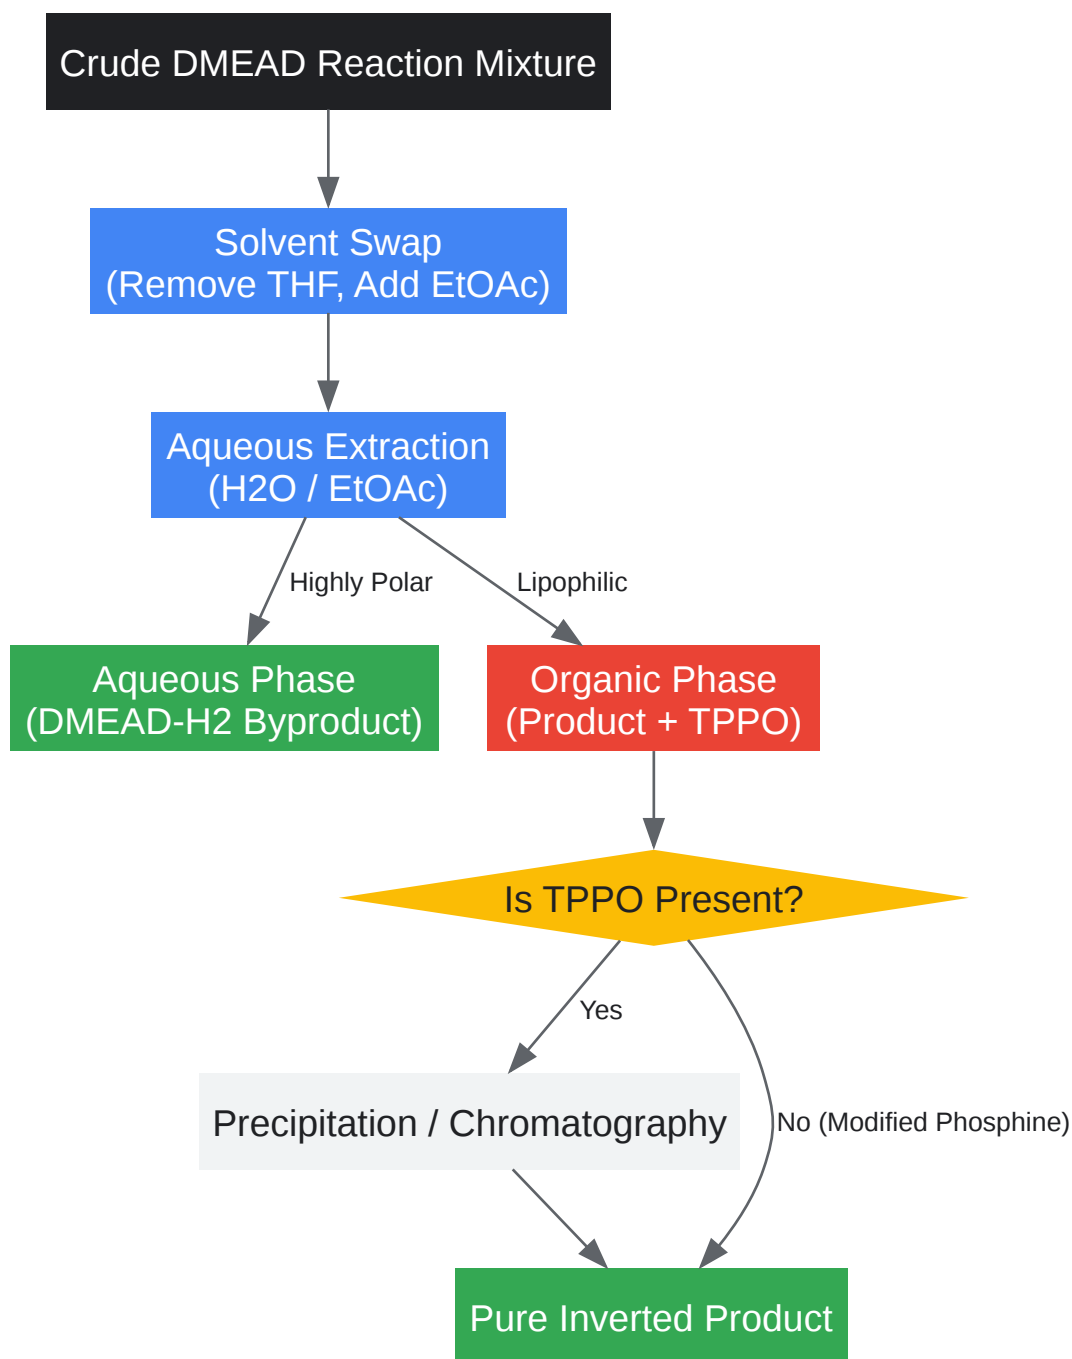 Crude DMEAD Reaction Mixture
Solvent Swap
(Remove THF, Add EtOAc)
Aqueous Extraction
(H2O / EtOAc)
Highly Polar
Lipophilic
Aqueous Phase
(DMEAD-H2 Byproduct)
Organic Phase
(Product + TPPO)
Is TPPO Present?
Yes
Precipitation / Chromatography
No (Modified Phosphine)
Pure Inverted Product